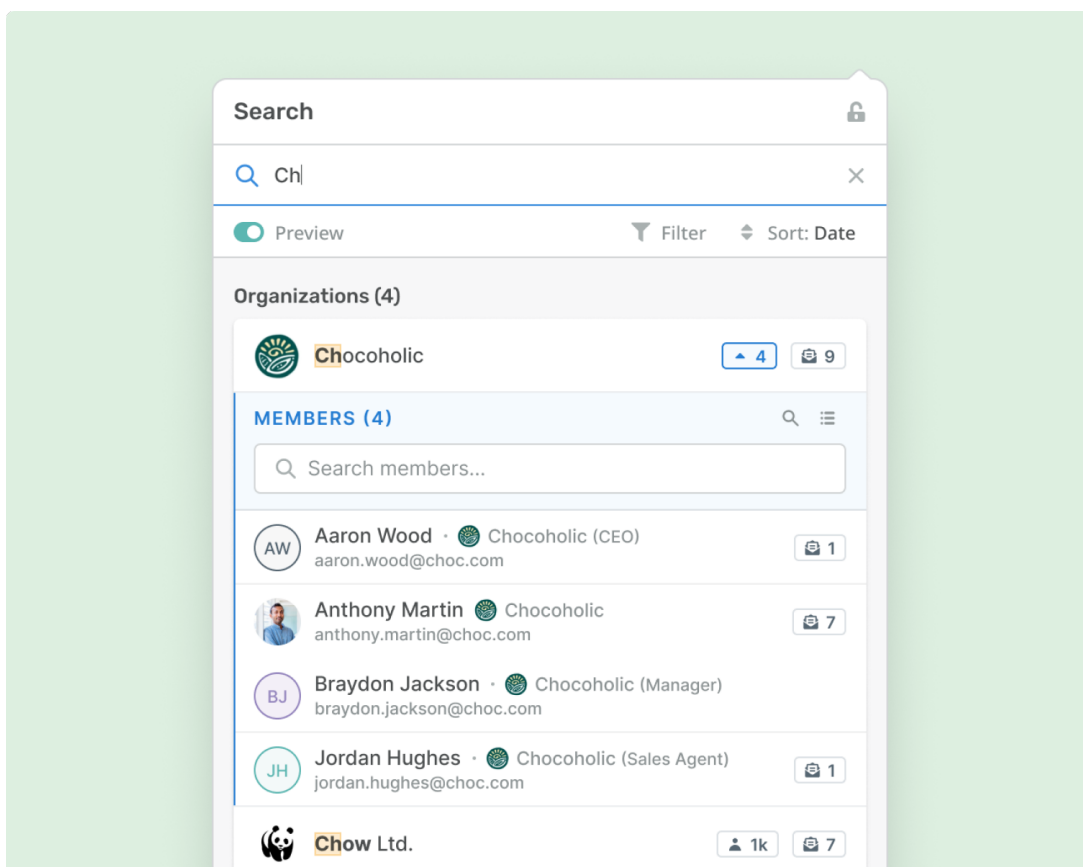 Search
Ch
Preview Filter Sort: Date
Organizations (4)
Chocoholic 4 9
MEMBERS (4)
Search members...
AW Aaron Wood · Chocoholic (CEO) 1
aaron.wood@choc.com
Anthony Martin Chocoholic 7
anthony.martin@choc.com
BJ Braydon Jackson · Chocoholic (Manager)
braydon.jackson@choc.com
JH Jordan Hughes · Chocoholic (Sales Agent) 1
jordan.hughes@choc.com
Chow Ltd. 1k 7